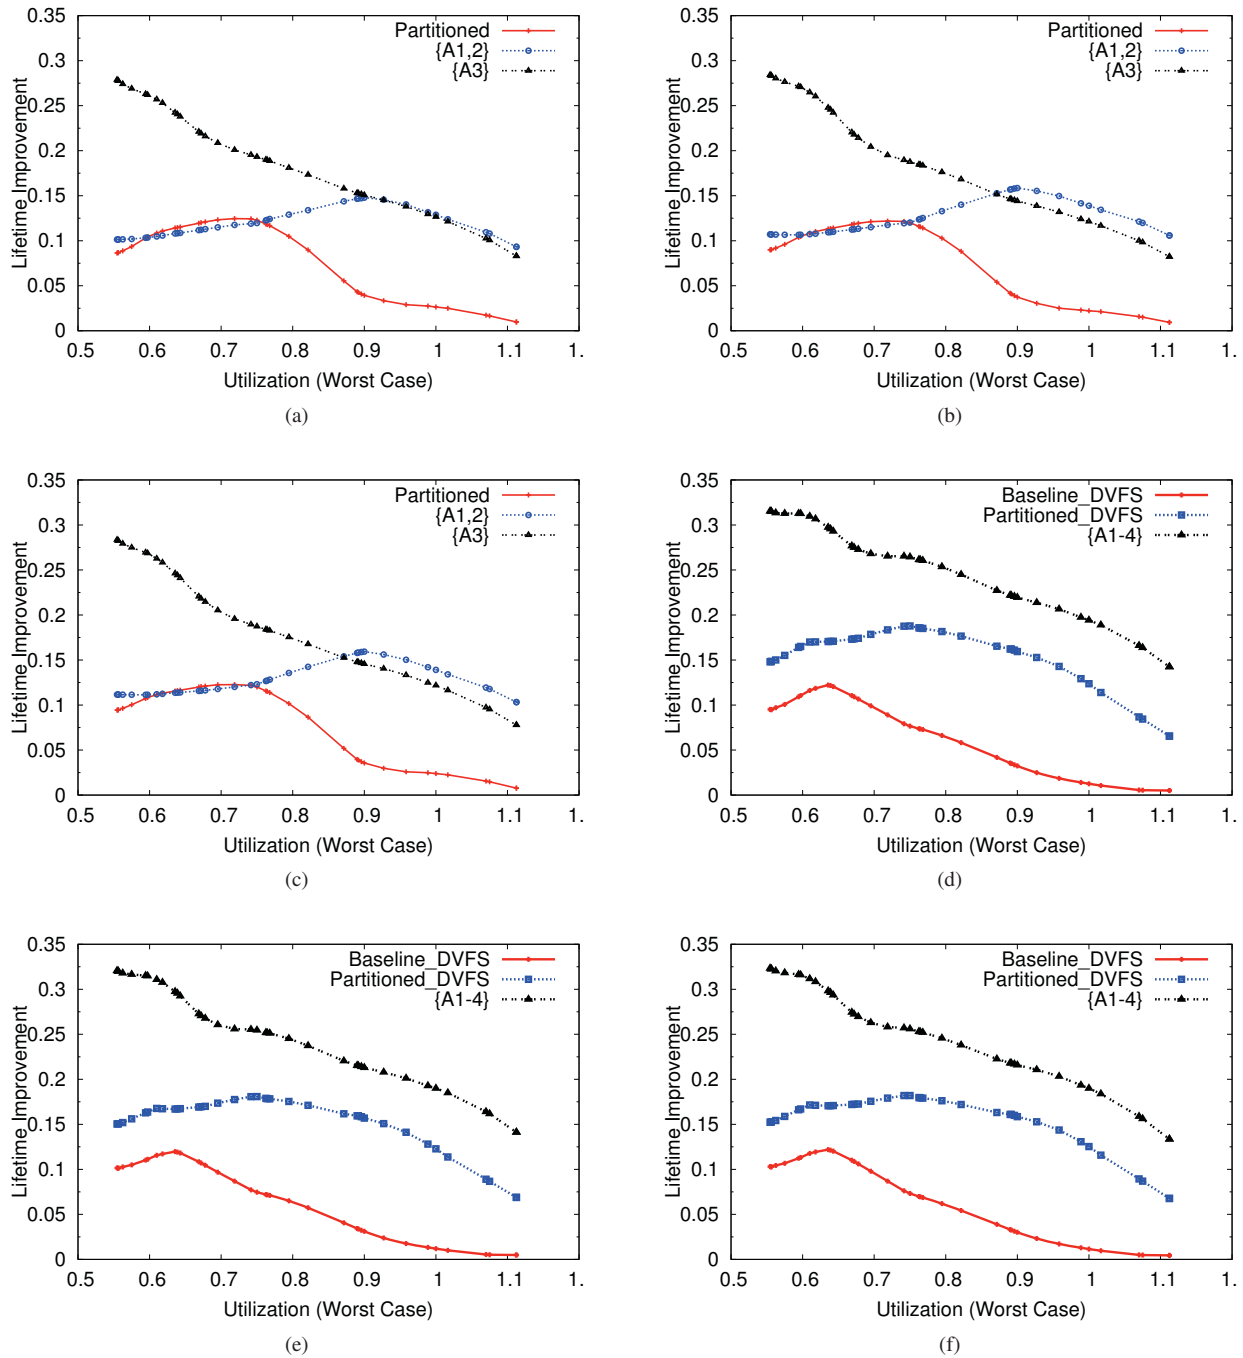 0.35
0.3
0.25
0.2
0.15
0.1
0.05
0
Lifetime Improvement
Partitioned
{A1,2}
{A3}
0.5 0.6 0.7 0.8 0.9 1 1.1 1.
Utilization (Worst Case)
(a)
0.35
0.3
0.25
0.2
0.15
0.1
0.05
0
Lifetime Improvement
Partitioned
{A1,2}
{A3}
0.5 0.6 0.7 0.8 0.9 1 1.1 1.
Utilization (Worst Case)
(b)
0.35
0.3
0.25
0.2
0.15
0.1
0.05
0
Lifetime Improvement
Partitioned
{A1,2}
{A3}
0.5 0.6 0.7 0.8 0.9 1 1.1 1.
Utilization (Worst Case)
(c)
0.35
0.3
0.25
0.2
0.15
0.1
0.05
0
Lifetime Improvement
Baseline_DVFS
Partitioned_DVFS
{A1-4}
0.5 0.6 0.7 0.8 0.9 1 1.1 1.
Utilization (Worst Case)
(d)
0.35
0.3
0.25
0.2
0.15
0.1
0.05
0
Lifetime Improvement
Baseline_DVFS
Partitioned_DVFS
{A1-4}
0.5 0.6 0.7 0.8 0.9 1 1.1 1.
Utilization (Worst Case)
(e)
0.35
0.3
0.25
0.2
0.15
0.1
0.05
0
Lifetime Improvement
Baseline_DVFS
Partitioned_DVFS
{A1-4}
0.5 0.6 0.7 0.8 0.9 1 1.1 1.
Utilization (Worst Case)
(f)